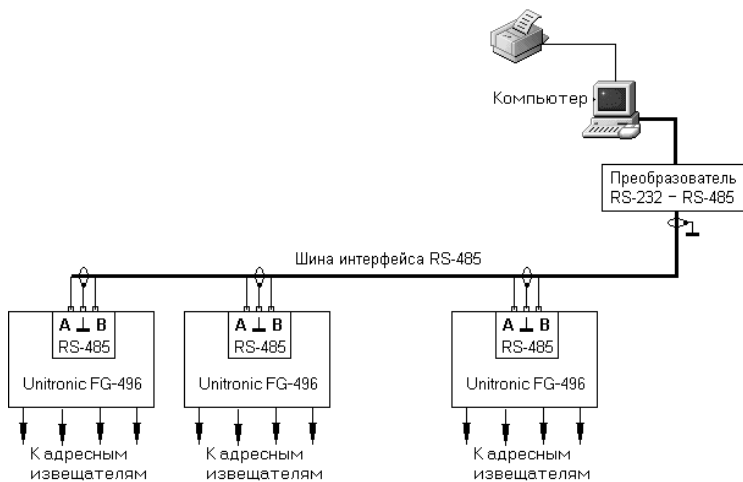 Компьютер
Преобразователь
RS-232 – RS-485
Шина интерфейса RS-485
A ⊥ B
RS-485
Unitronic FG-496
К адресным
извещателям
A ⊥ B
RS-485
Unitronic FG-496
К адресным
извещателям
A ⊥ B
RS-485
Unitronic FG-496
К адресным
извещателям